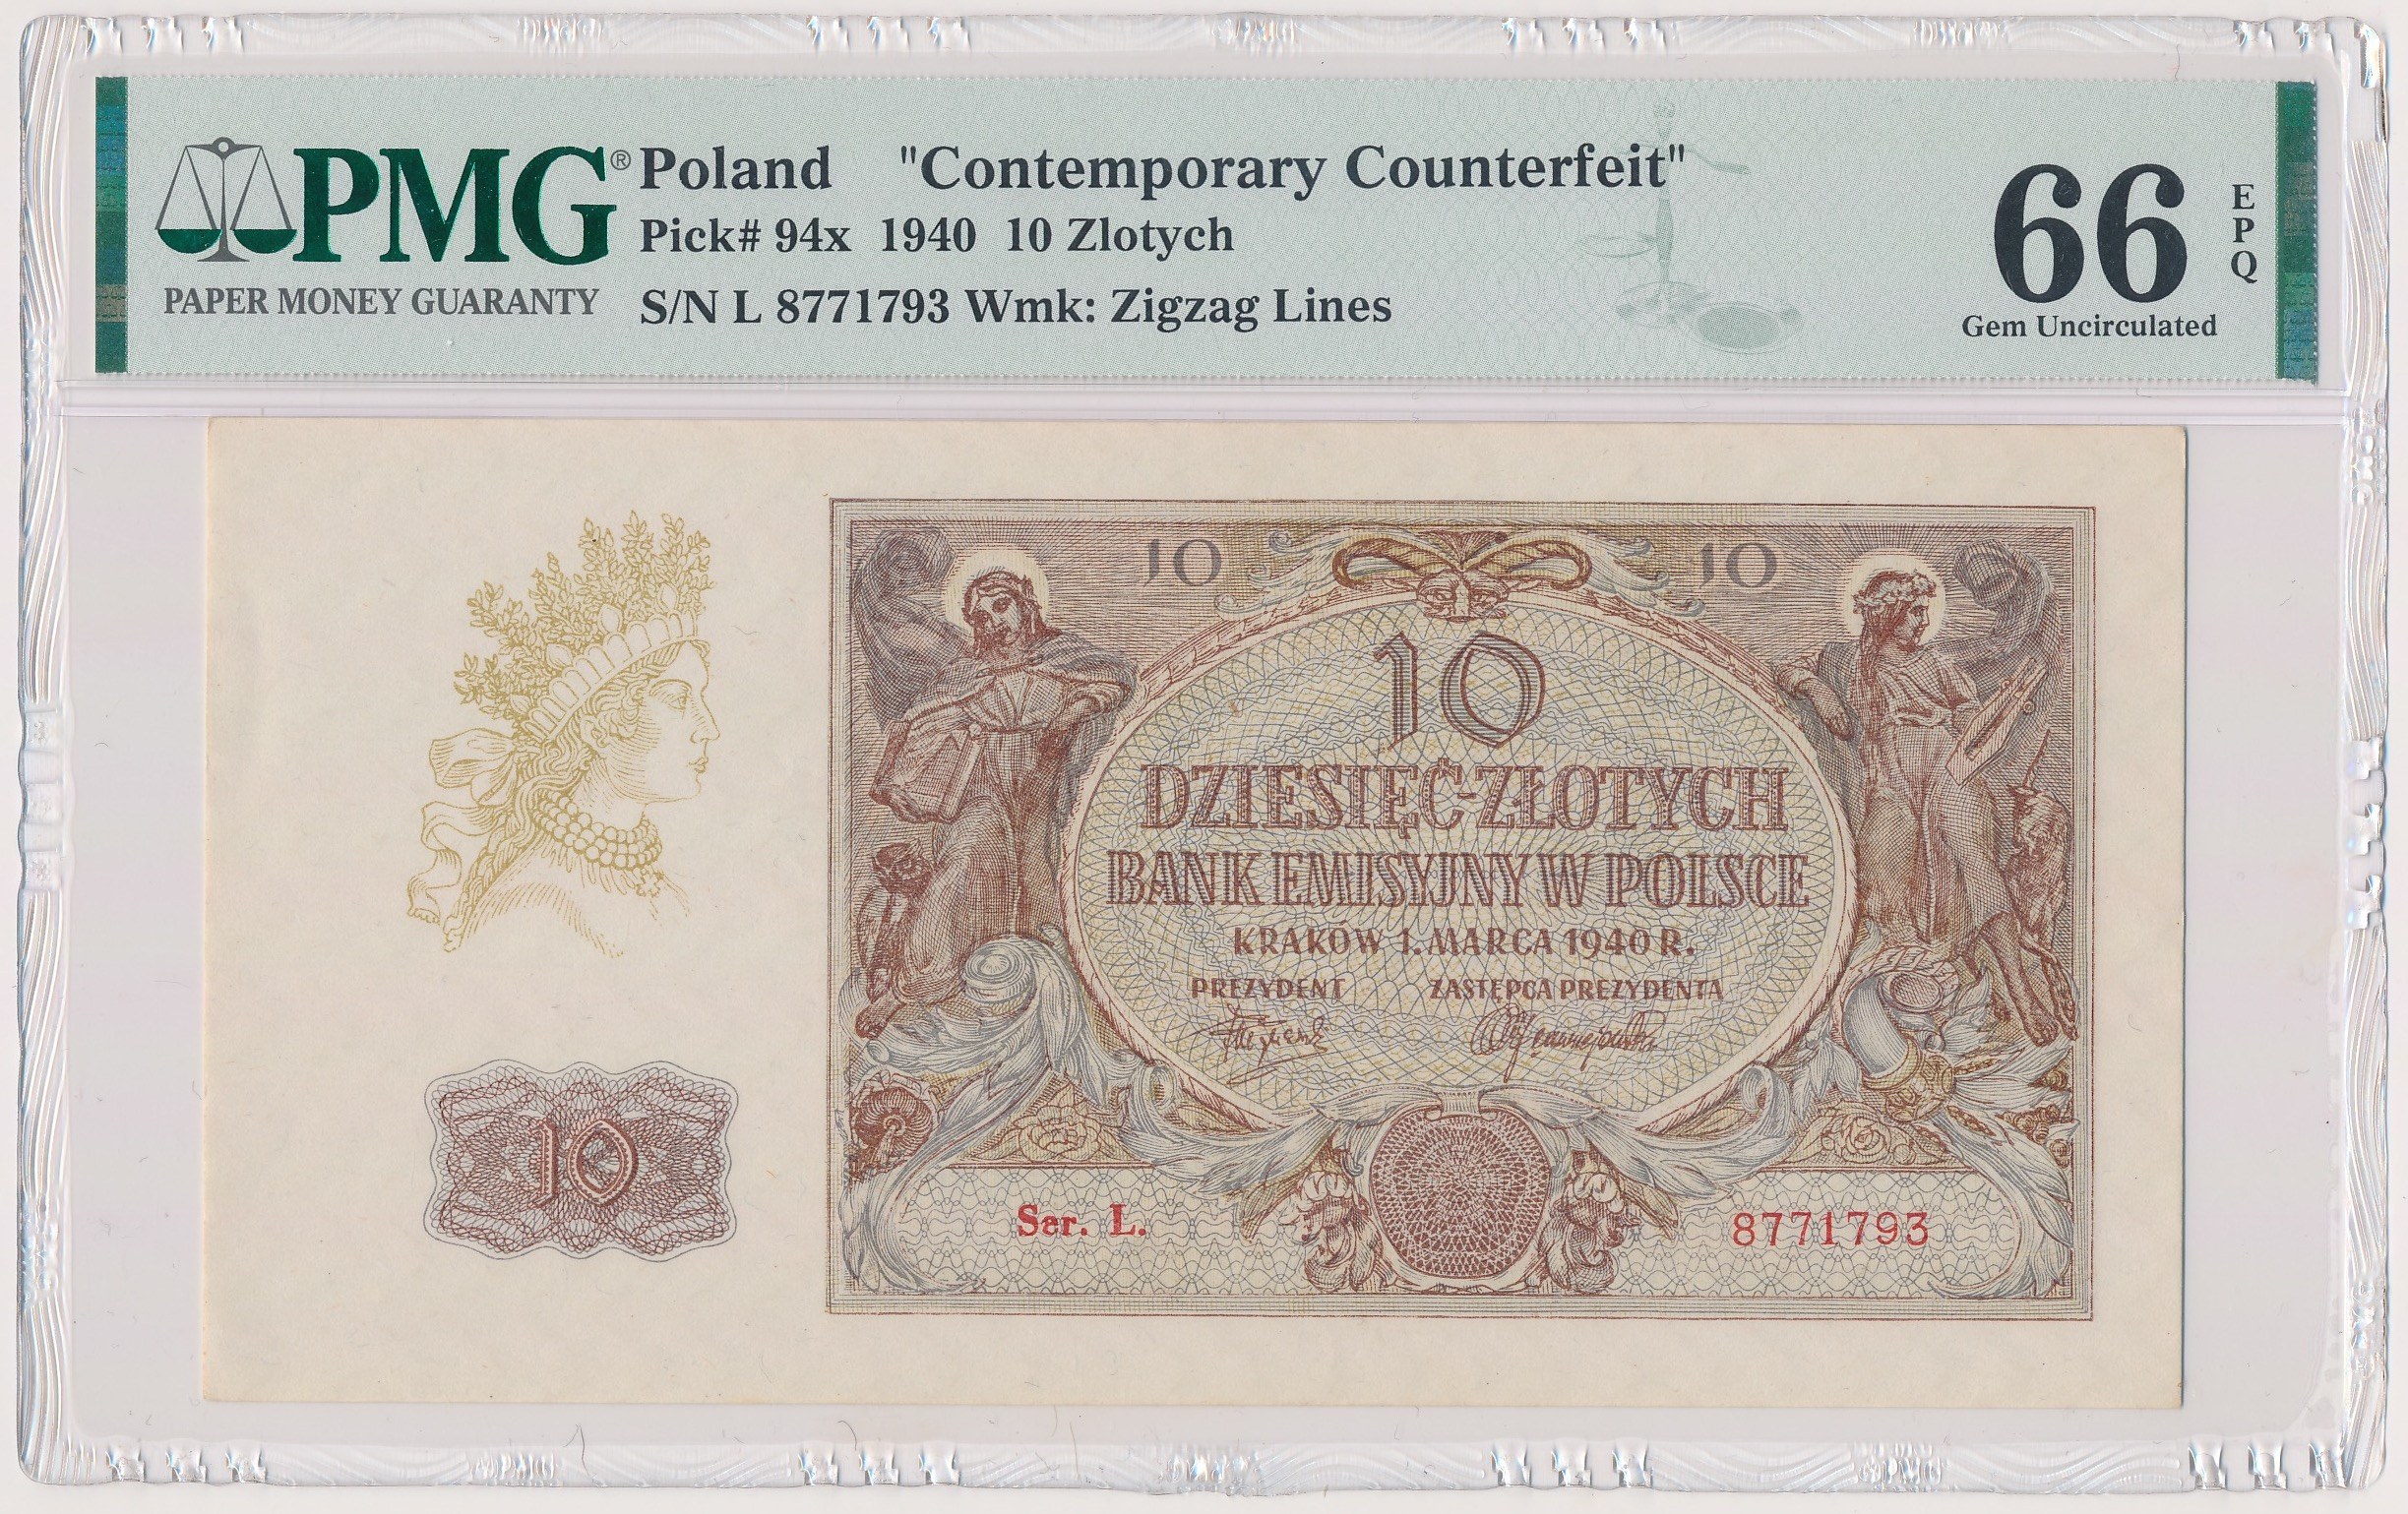 PMG®
PAPER MONEY GUARANTY
Poland "Contemporary Counterfeit"
Pick# 94x 1940 10 Zlotych
S/N L 8771793 Wmk: Zigzag Lines
66
EPQ
Gem Uncirculated
10 10
10
DZIESIĘĆ-ZŁOTYCH
BANK EMISYJNY W POLSCE
KRAKÓW 1. MARCA 1940 R.
PREZYDENT ZASTĘPCA PREZYDENTA
10
Ser. L. 8771793